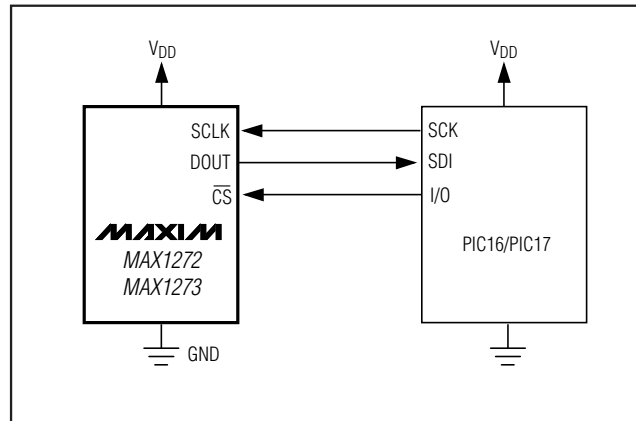 VDD
VDD
SCLK
SCK
DOUT
SDI
CS
I/O
MAXIM
MAX1272
MAX1273
PIC16/PIC17
GND